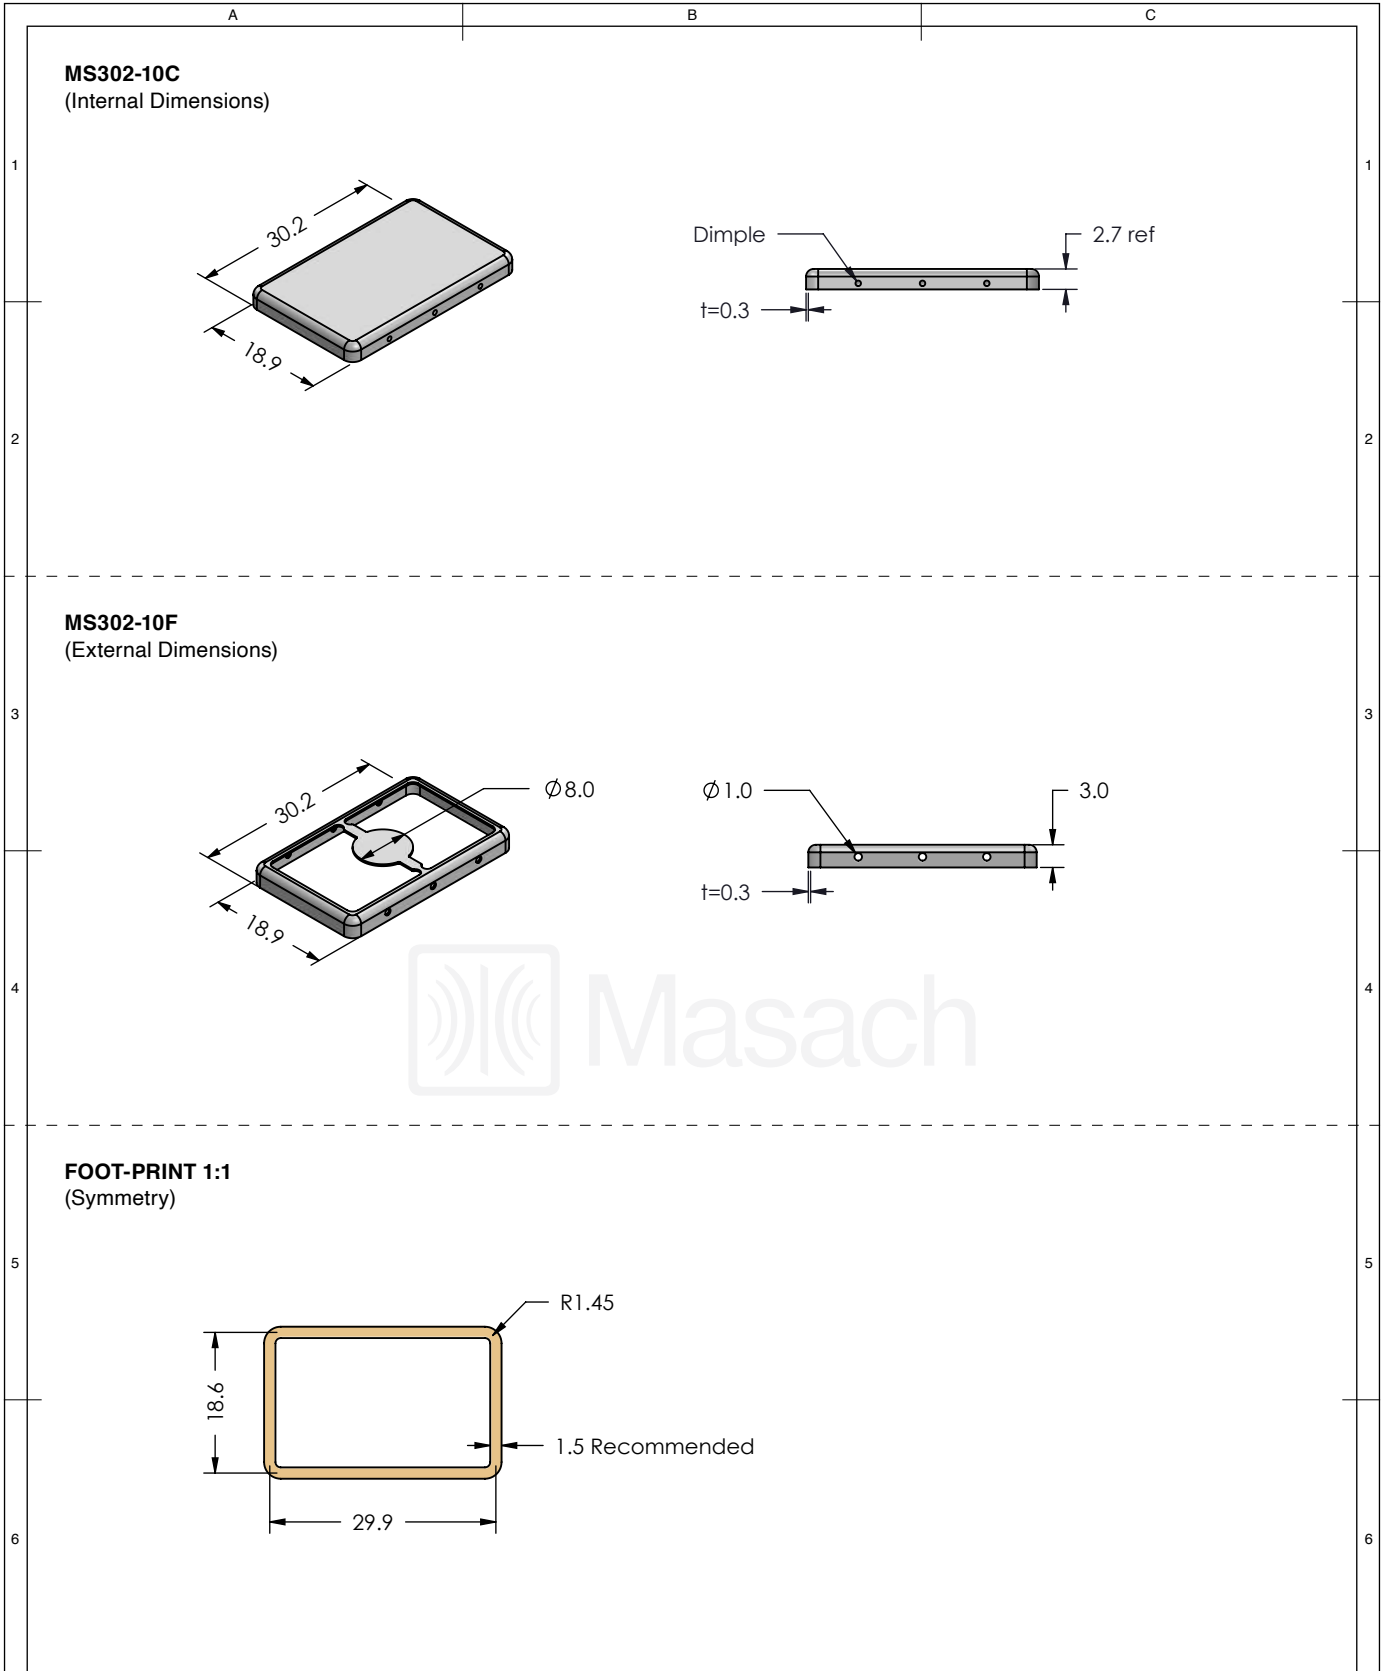 A B C
MS302-10C
(Internal Dimensions)
1 1
30.2
18.9
Dimple
2.7 ref
t=0.3
2 2
MS302-10F
(External Dimensions)
3 3
30.2
Ø8.0
18.9
Ø1.0
3.0
t=0.3
Masach
4 4
FOOT-PRINT 1:1
(Symmetry)
5 5
R1.45
18.6
1.5 Recommended
29.9
6 6